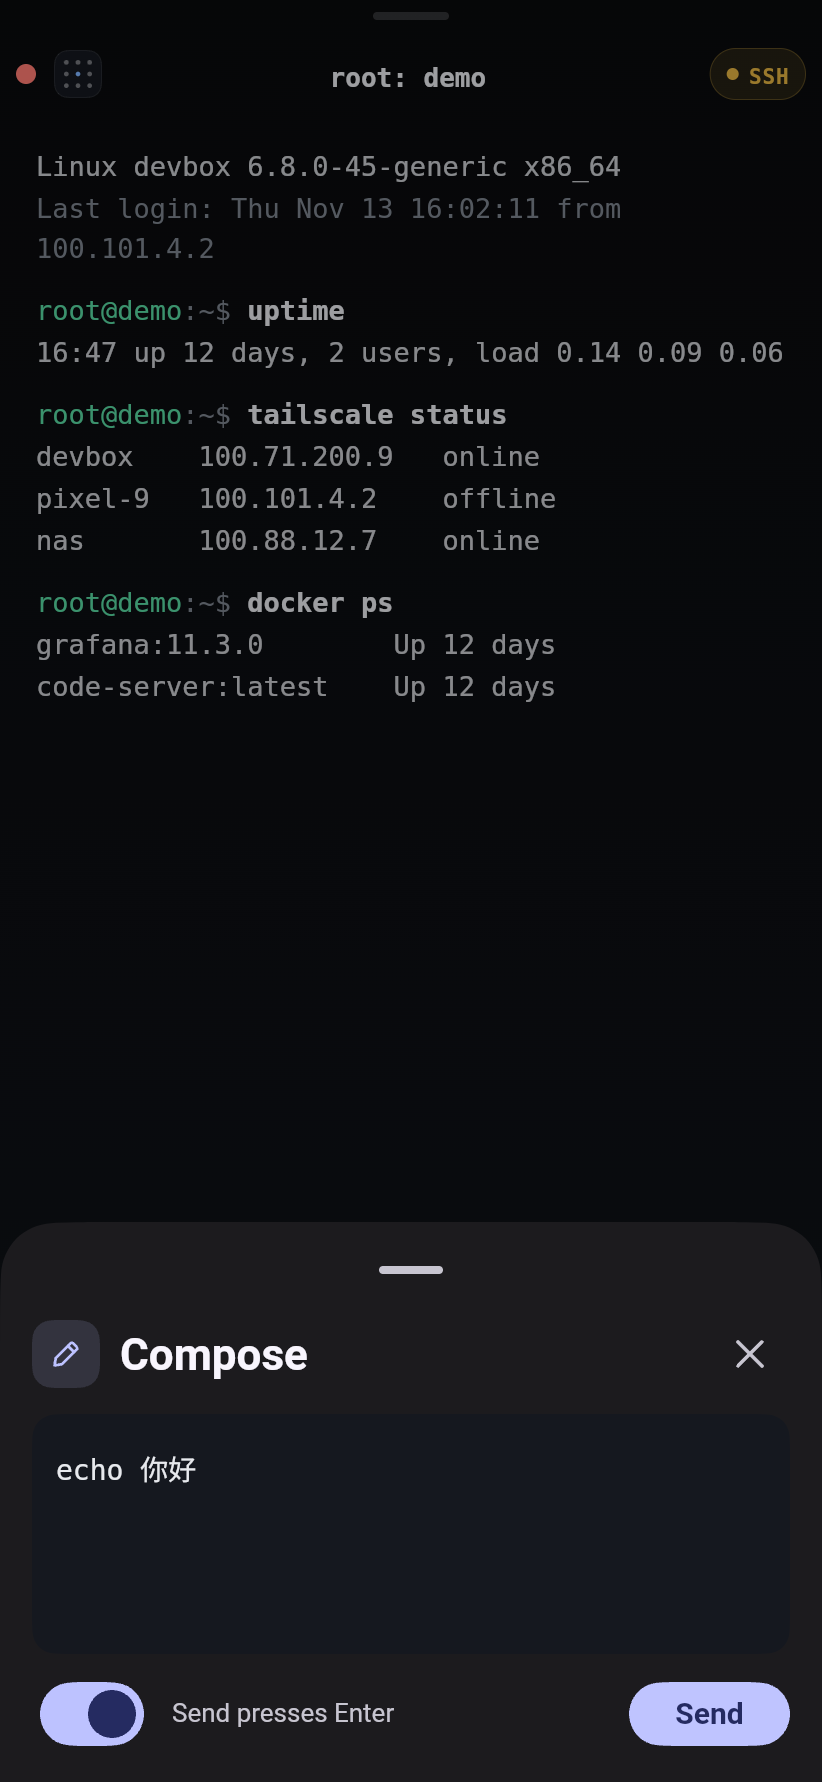 root: demo
SSH
Linux devbox 6.8.0-45-generic x86_64
Last login: Thu Nov 13 16:02:11 from
100.101.4.2
root@demo:~$ uptime
16:47 up 12 days, 2 users, load 0.14 0.09 0.06
root@demo:~$ tailscale status
devbox    100.71.200.9   online
pixel-9   100.101.4.2    offline
nas       100.88.12.7    online
root@demo:~$ docker ps
grafana:11.3.0        Up 12 days
code-server:latest    Up 12 days
Compose
echo 你好
Send presses Enter
Send